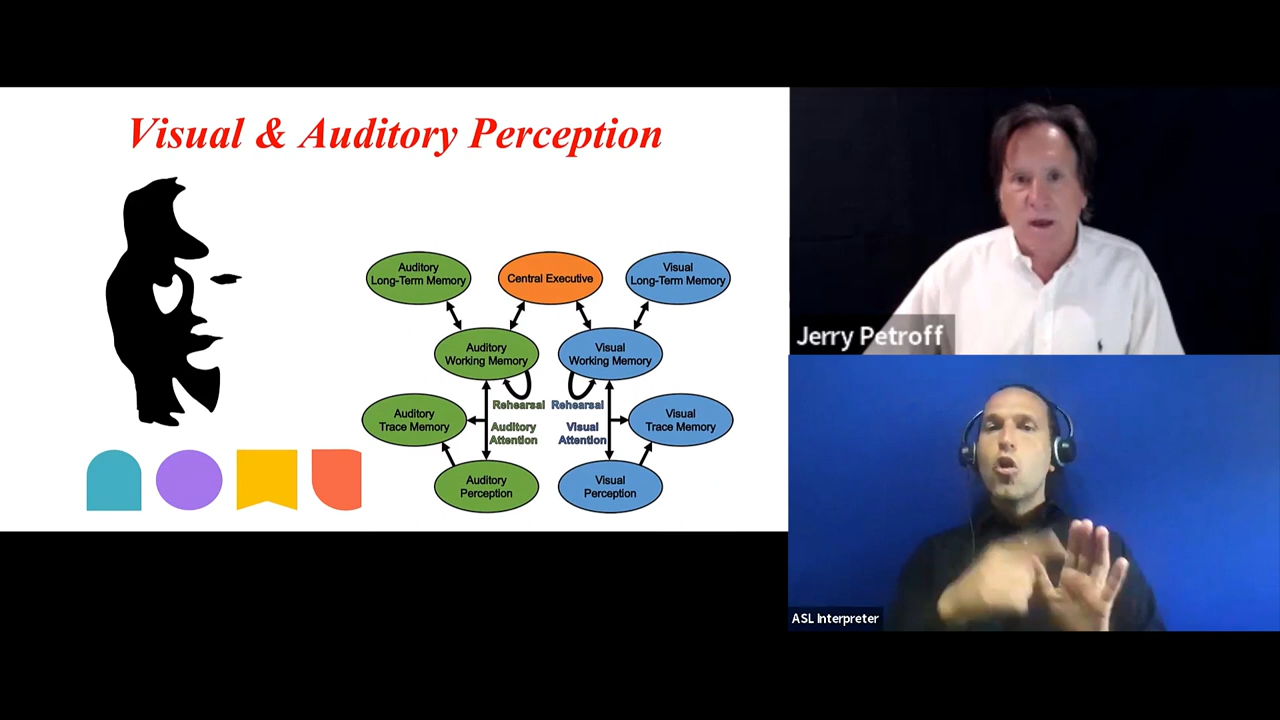 Visual & Auditory Perception
Auditory
Long-Term Memory
Central Executive
Visual
Long-Term Memory
Auditory
Working Memory
Visual
Working Memory
Rehearsal
Rehearsal
Auditory
Trace Memory
Auditory
Attention
Visual
Attention
Visual
Trace Memory
Auditory
Perception
Visual
Perception
Jerry Petroff
ASL Interpreter